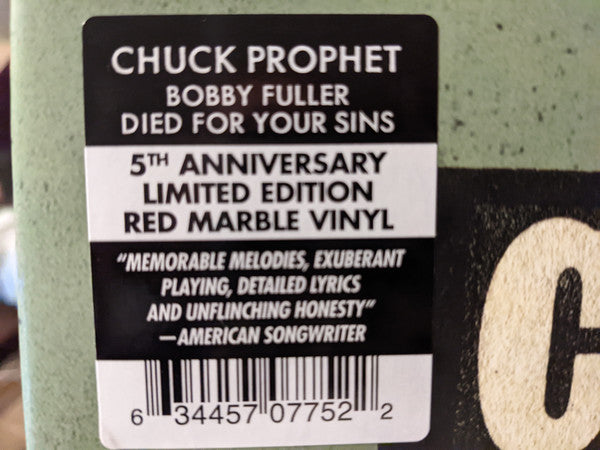 CHUCK PROPHET
BOBBY FULLER
DIED FOR YOUR SINS
5TH ANNIVERSARY
LIMITED EDITION
RED MARBLE VINYL
"MEMORABLE MELODIES, EXUBERANT
PLAYING, DETAILED LYRICS
AND UNFLINCHING HONESTY"
—AMERICAN SONGWRITER
6 34457 07752 2
C